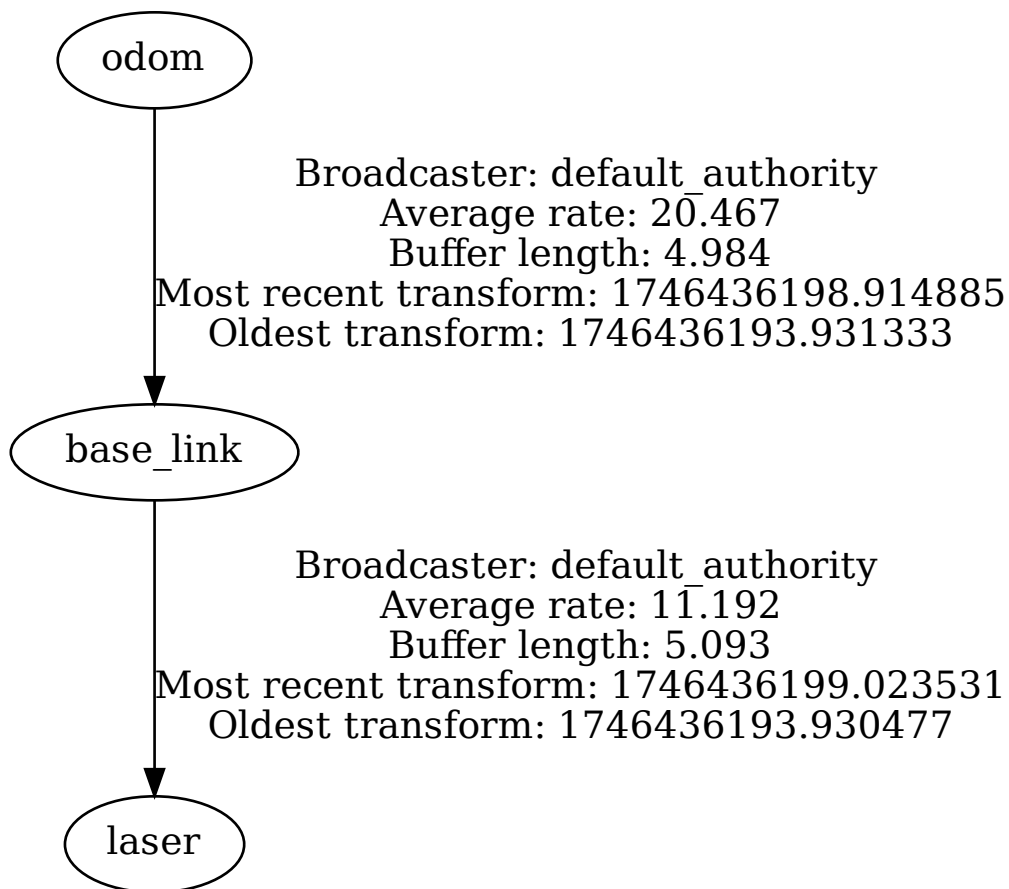 odom
Broadcaster: default_authority
Average rate: 20.467
Buffer length: 4.984
Most recent transform: 1746436198.914885
Oldest transform: 1746436193.931333
base_link
Broadcaster: default_authority
Average rate: 11.192
Buffer length: 5.093
Most recent transform: 1746436199.023531
Oldest transform: 1746436193.930477
laser